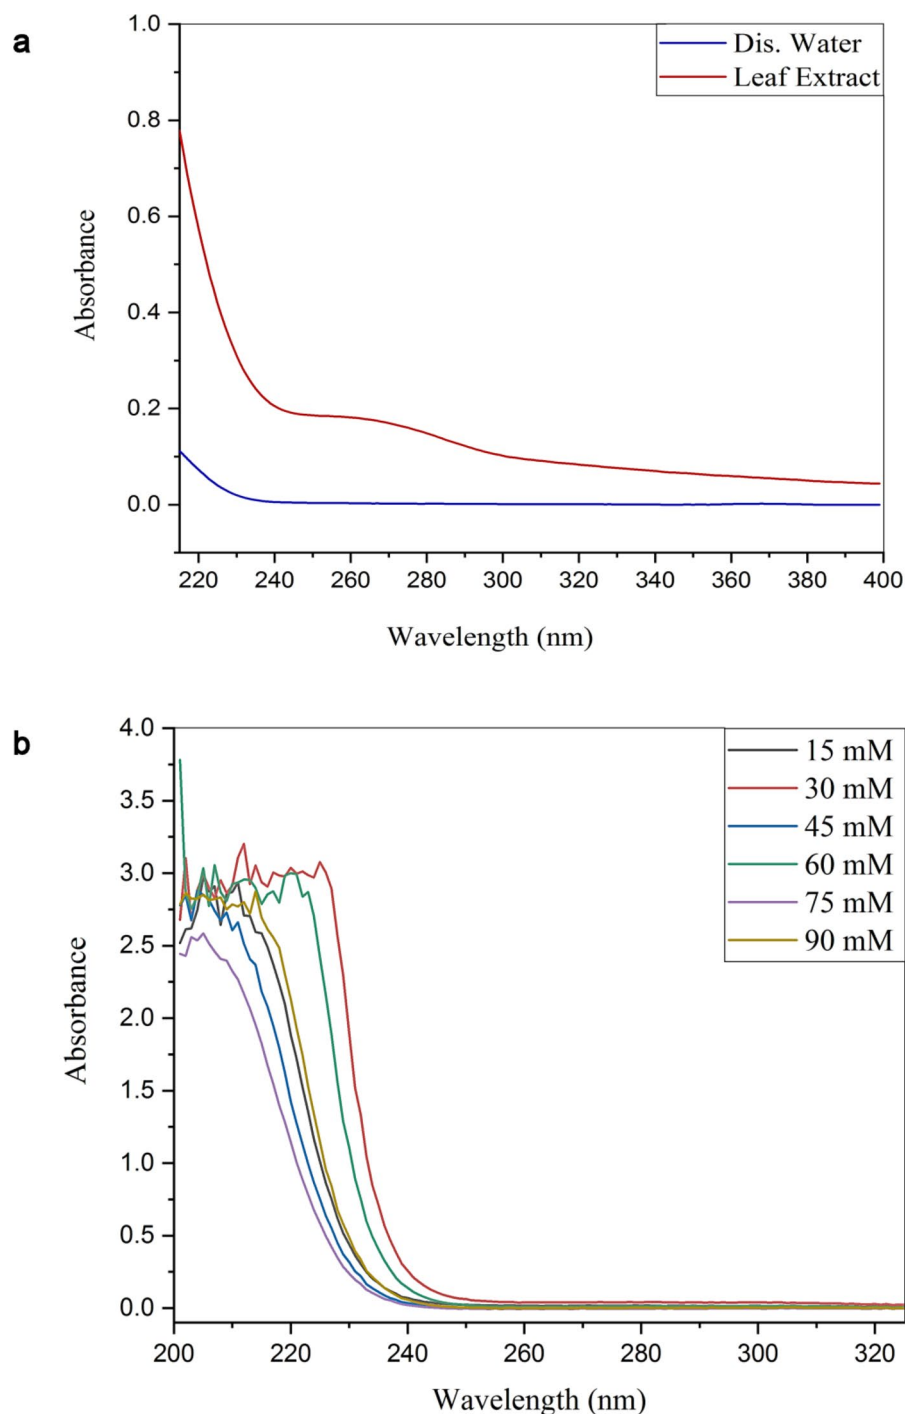 a
1.0
0.8
0.6
0.4
0.2
0.0
Absorbance
Dis. Water
Leaf Extract
220 240 260 280 300 320 340 360 380 400
Wavelength (nm)
b
4.0
3.5
3.0
2.5
2.0
1.5
1.0
0.5
0.0
Absorbance
15 mM
30 mM
45 mM
60 mM
75 mM
90 mM
200 220 240 260 280 300 320
Wavelength (nm)